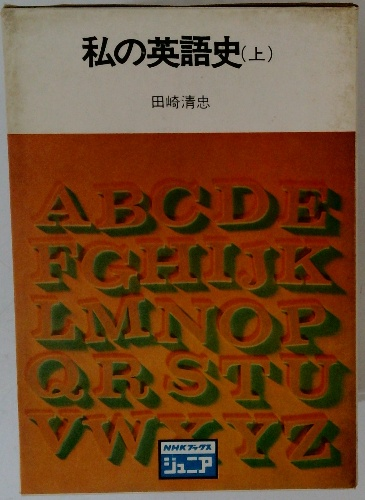 私の英語史(上)
田崎清忠
ABCDE
FGHIJK
LMNOP
QRSTU
VWXYZ
NHKブックス
ジュニア